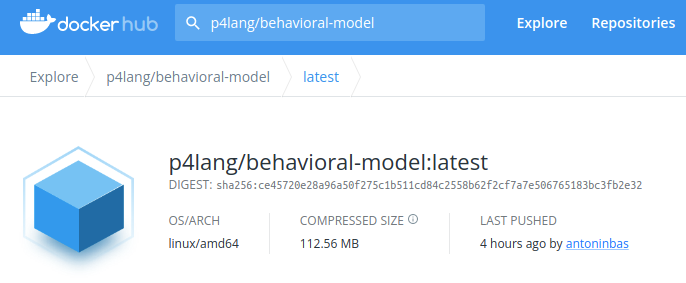 docker hub
p4lang/behavioral-model
Explore
Repositories
Explore
p4lang/behavioral-model
latest
p4lang/behavioral-model:latest
DIGEST: sha256:ce45720e28a96a50f275c1b511cd84c2558b62f2cf7a7e506765183bc3fb2e32
OS/ARCH
linux/amd64
COMPRESSED SIZE
112.56 MB
LAST PUSHED
4 hours ago by antoninbas